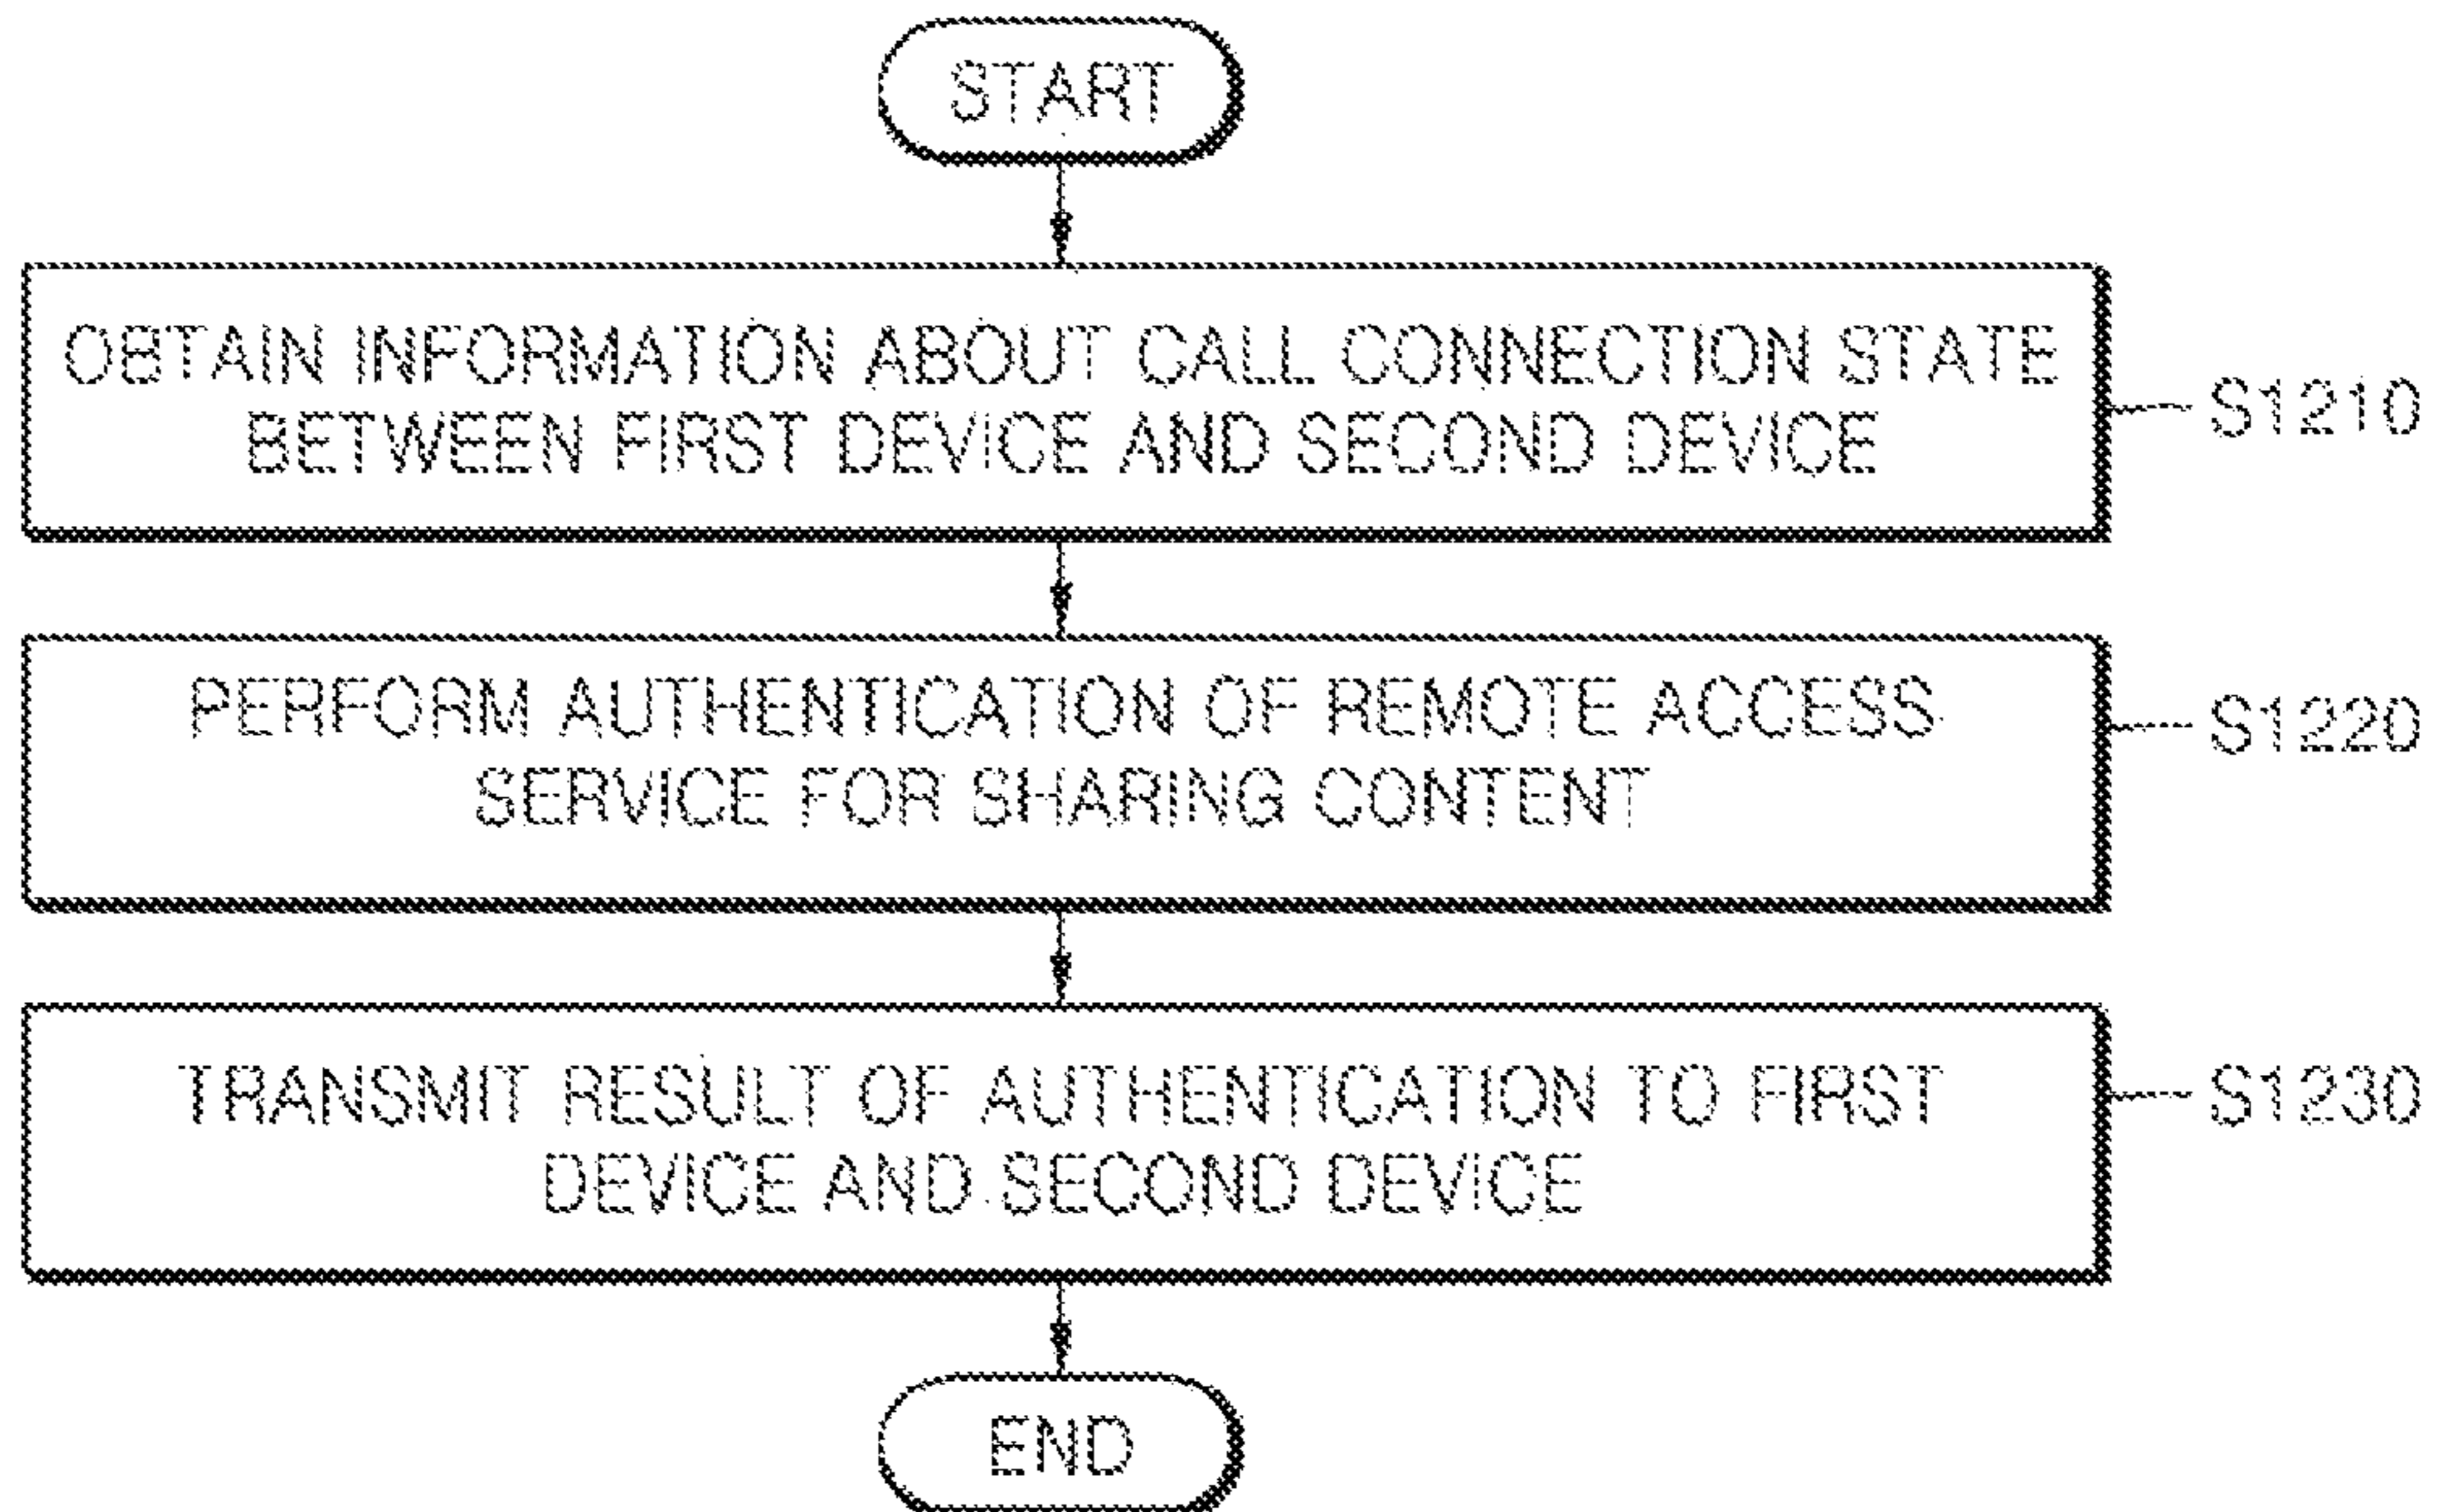 START
OBTAIN INFORMATION ABOUT CALL CONNECTION STATE
BETWEEN FIRST DEVICE AND SECOND DEVICE
S1210
PERFORM AUTHENTICATION OF REMOTE ACCESS
SERVICE FOR SHARING CONTENT
S1220
TRANSMIT RESULT OF AUTHENTICATION TO FIRST
DEVICE AND SECOND DEVICE
S1230
END